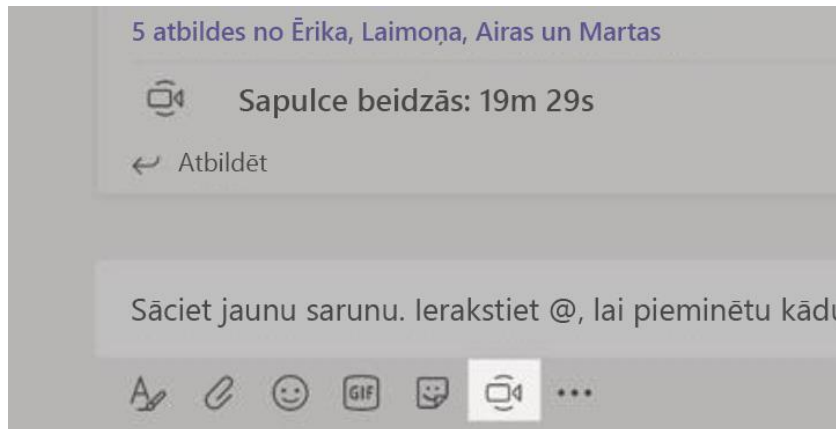 5 atbildes no Ērika, Laimoņa, Airas un Martas
Sapulce beidzās: 19m 29s
Atbildēt
Sāciet jaunu sarunu. Ierakstiet @, lai pieminētu kādu
GIF